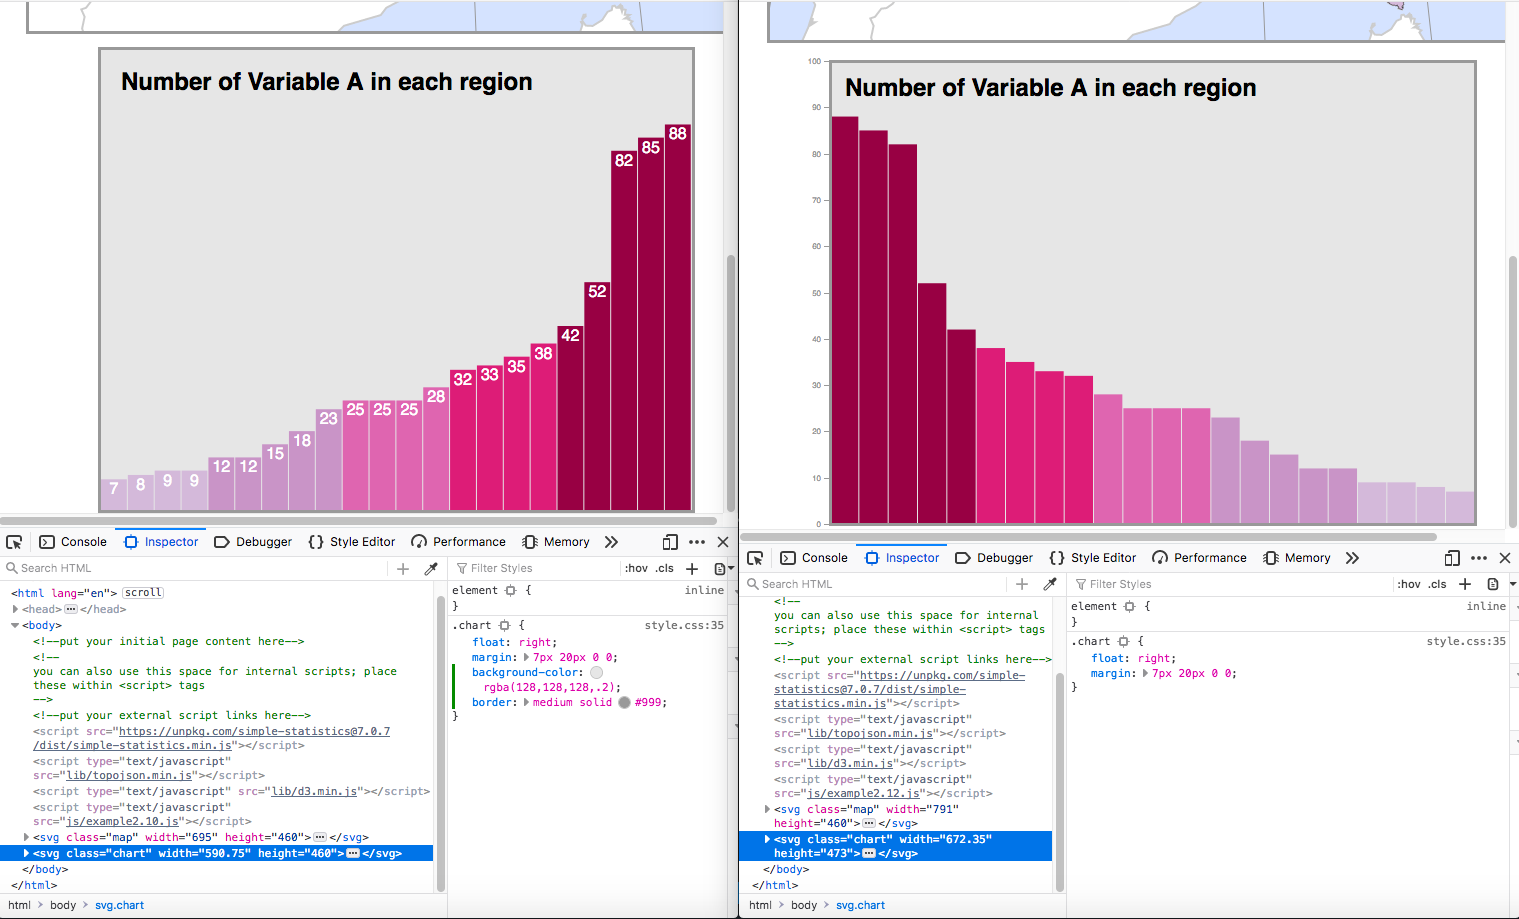 Number of Variable A in each region
7 8 9 9 12 12 15 18 23 25 25 25 28 32 33 35 38 42 52 82 85 88
Console Inspector Debugger {} Style Editor Performance Memory
Search HTML
Filter Styles :hov .cls
<html lang="en"> scroll
<head> ... </head>
<body>
<!--put your initial page content here-->
<!--
you can also use this space for internal scripts; place
these within <script> tags
-->
<!--put your external script links here-->
<script src="https://unpkg.com/simple-statistics@7.0.7
/dist/simple-statistics.min.js"></script>
<script type="text/javascript"
src="lib/topojson.min.js"></script>
<script type="text/javascript" src="lib/d3.min.js"></script>
<script type="text/javascript"
src="js/example2.10.js"></script>
<svg class="map" width="695" height="460"> ... </svg>
<svg class="chart" width="590.75" height="460"> ... </svg>
</body>
</html>
html > body > svg.chart
element { inline
}
.chart { style.css:35
float: right;
margin: 7px 20px 0 0;
background-color:
rgba(128,128,128,.2);
border: medium solid #999;
}
Number of Variable A in each region
100
90
80
70
60
50
40
30
20
10
0
Console Inspector Debugger {} Style Editor Performance Memory
Search HTML
Filter Styles :hov .cls
<!--
you can also use this space for internal
scripts; place these within <script> tags
-->
<!--put your external script links here-->
<script src="https://unpkg.com/simple-
statistics@7.0.7/dist/simple-
statistics.min.js"></script>
<script type="text/javascript"
src="lib/topojson.min.js"></script>
<script type="text/javascript"
src="lib/d3.min.js"></script>
<script type="text/javascript"
src="js/example2.12.js"></script>
<svg class="map" width="791"
height="460"> ... </svg>
<svg class="chart" width="672.35"
height="473"> ... </svg>
</body>
</html>
html > body > svg.chart
element { inline
}
.chart { style.css:35
float: right;
margin: 7px 20px 0 0;
}